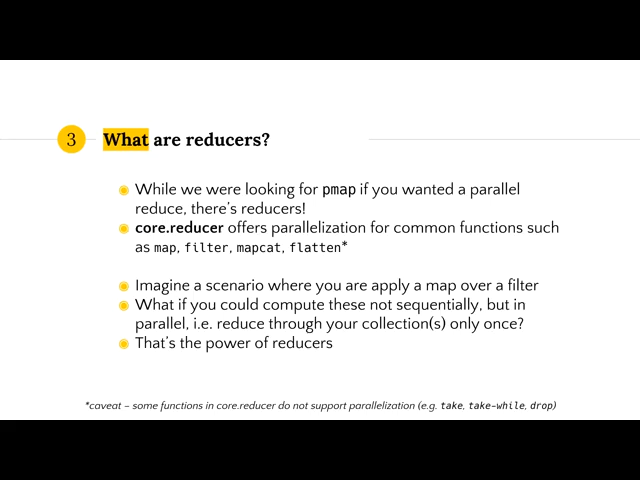 3 What are reducers?
While we were looking for pmap if you wanted a parallel
reduce, there's reducers!
core.reducer offers parallelization for common functions such
as map, filter, mapcat, flatten*
Imagine a scenario where you are apply a map over a filter
What if you could compute these not sequentially, but in
parallel, i.e. reduce through your collection(s) only once?
That's the power of reducers
*caveat – some functions in core.reducer do not support parallelization (e.g. take, take-while, drop)